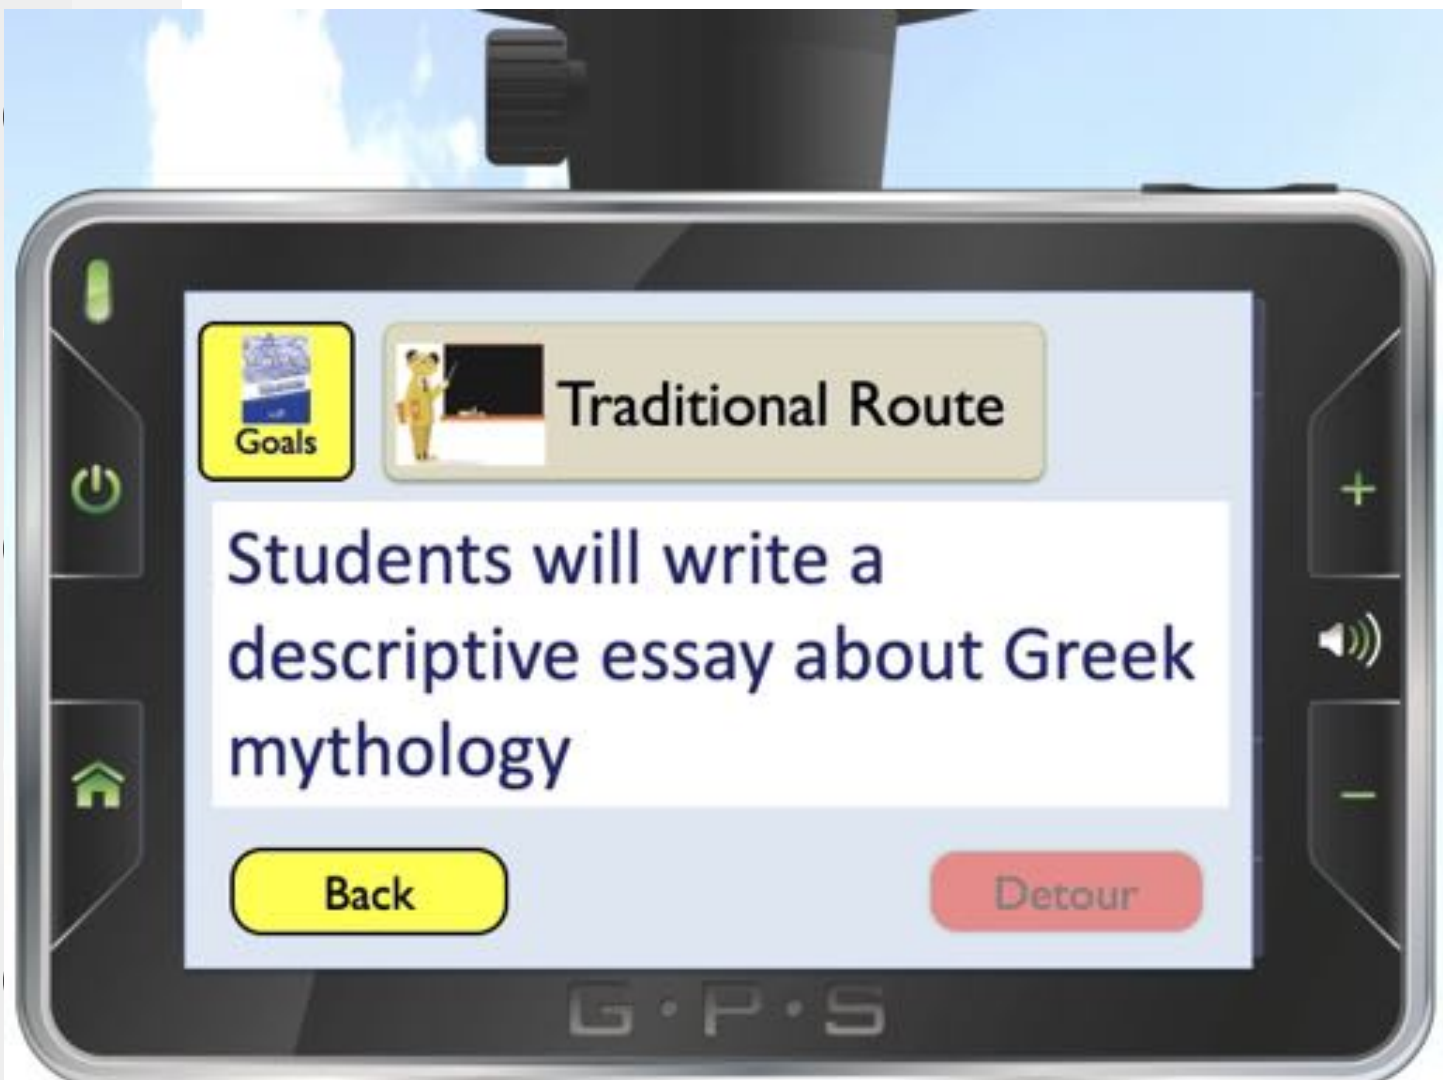 Goals
Traditional Route
Students will write a
descriptive essay about Greek
mythology
Back
Detour
G·P·S